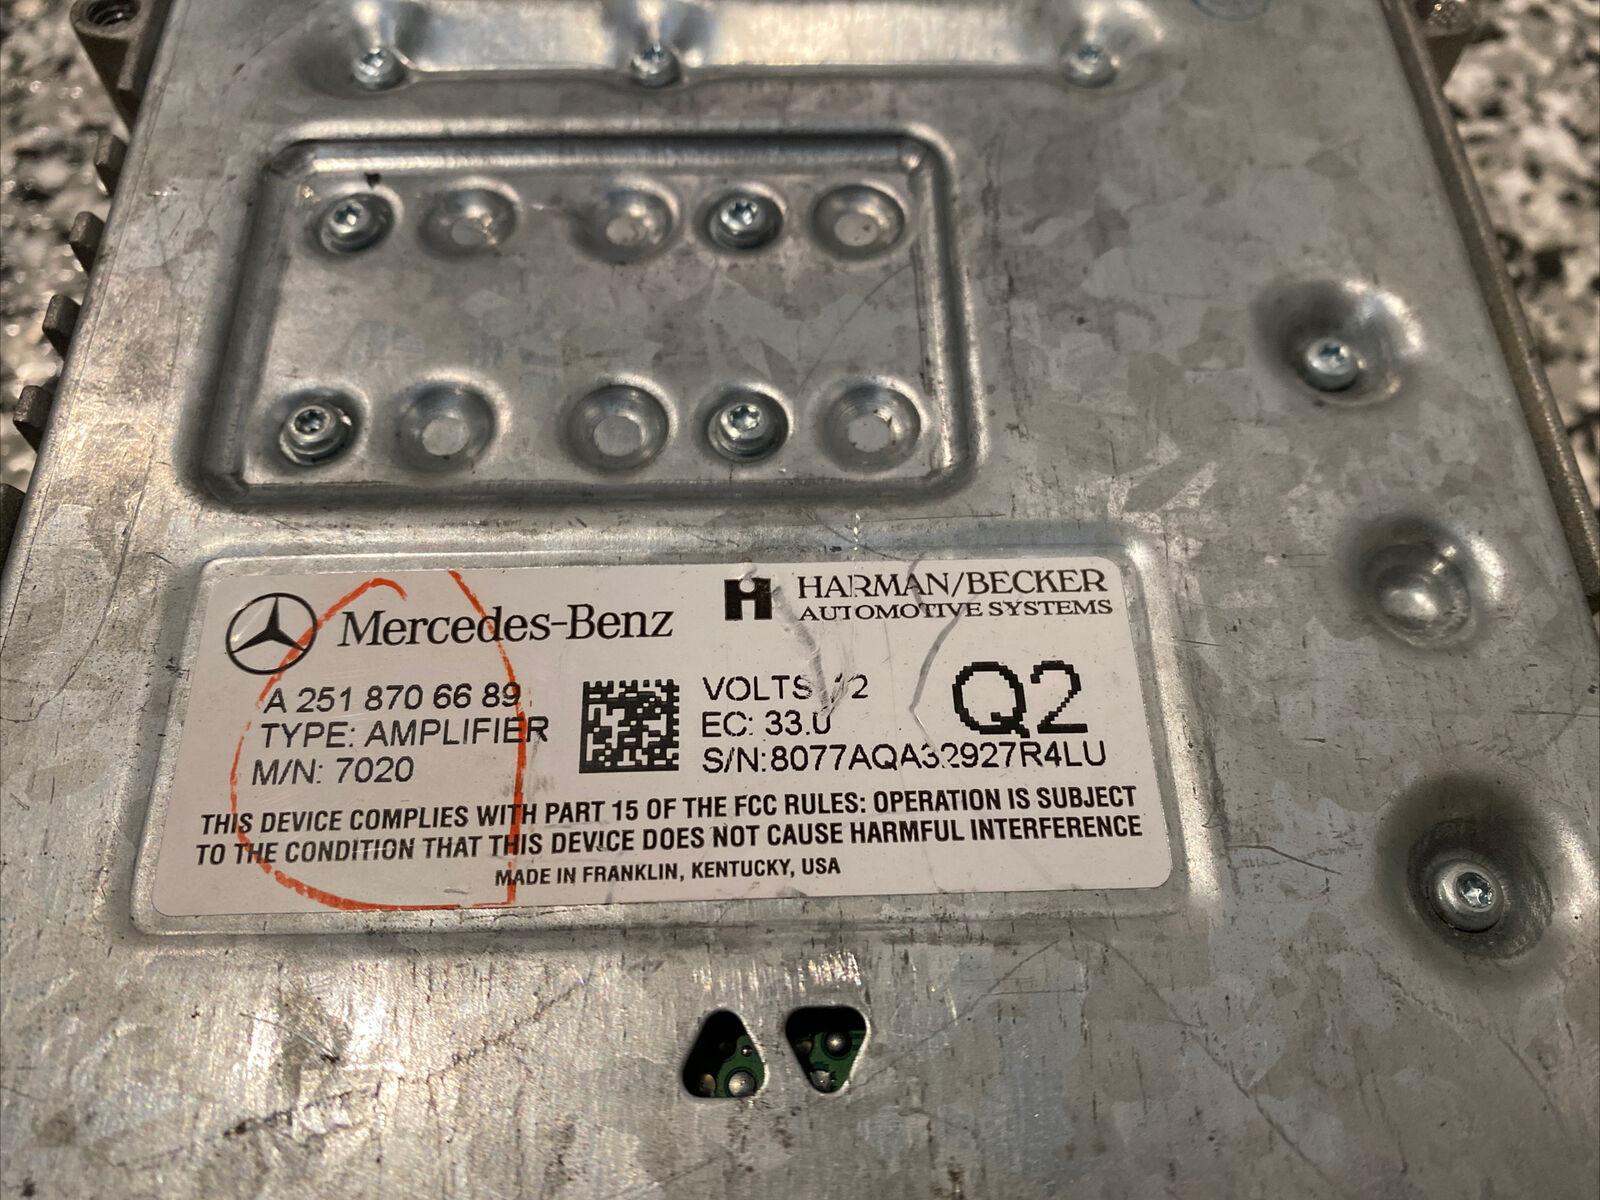 Mercedes-Benz
HARMAN/BECKER
AUTOMOTIVE SYSTEMS
A 251 870 66 89
TYPE: AMPLIFIER
M/N: 7020
VOLTS
EC: 33.0
S/N:8077AQA32927R4LU
Q2
THIS DEVICE COMPLIES WITH PART 15 OF THE FCC RULES: OPERATION IS SUBJECT
TO THE CONDITION THAT THIS DEVICE DOES NOT CAUSE HARMFUL INTERFERENCE
MADE IN FRANKLIN, KENTUCKY, USA